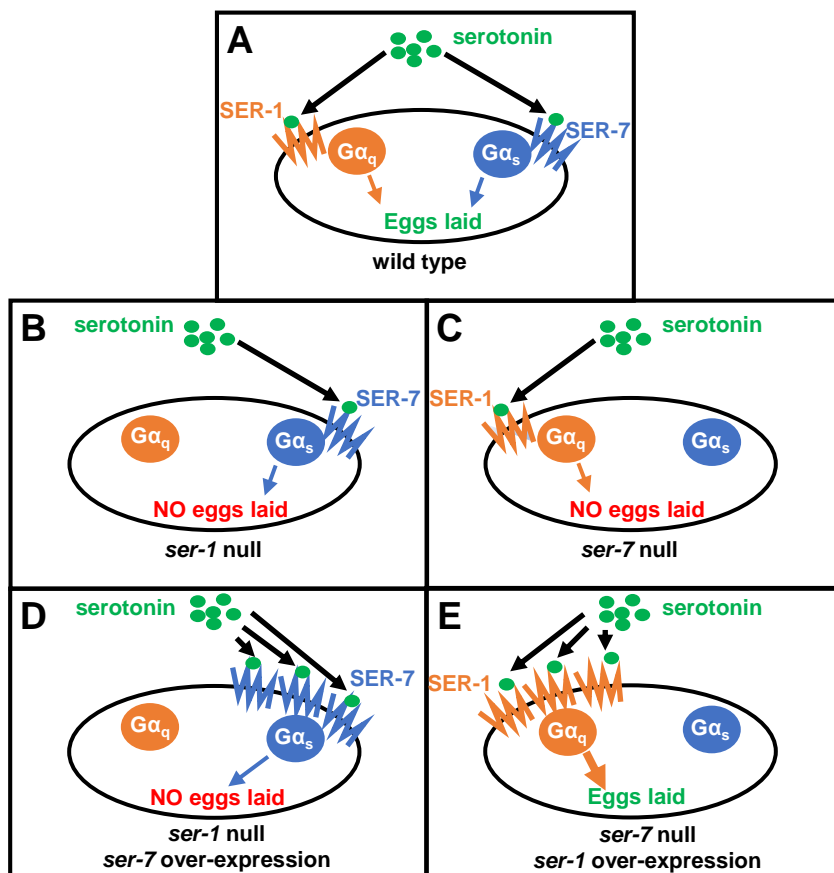 A
serotonin
SER-1
SER-7
Gαq
Gαs
Eggs laid
wild type
B
serotonin
SER-7
Gαq
Gαs
NO eggs laid
ser-1 null
C
serotonin
SER-1
Gαq
Gαs
NO eggs laid
ser-7 null
D
serotonin
SER-7
Gαq
Gαs
NO eggs laid
ser-1 null
ser-7 over-expression
E
serotonin
SER-1
Gαq
Gαs
Eggs laid
ser-7 null
ser-1 over-expression